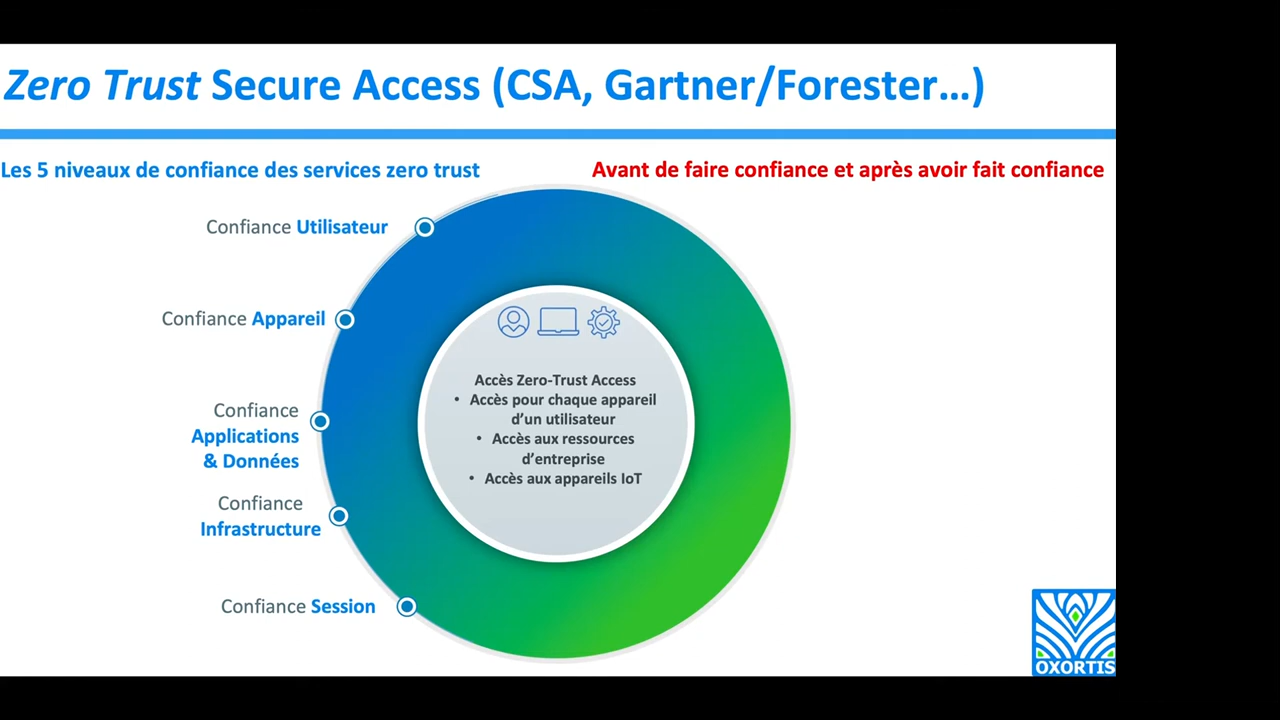 Zero Trust Secure Access (CSA, Gartner/Forester…)
Les 5 niveaux de confiance des services zero trust
Avant de faire confiance et après avoir fait confiance
Confiance Utilisateur
Confiance Appareil
Confiance
Applications
& Données
Confiance
Infrastructure
Confiance Session
Accès Zero-Trust Access
• Accès pour chaque appareil
d’un utilisateur
• Accès aux ressources
d’entreprise
• Accès aux appareils IoT
OXORTIS